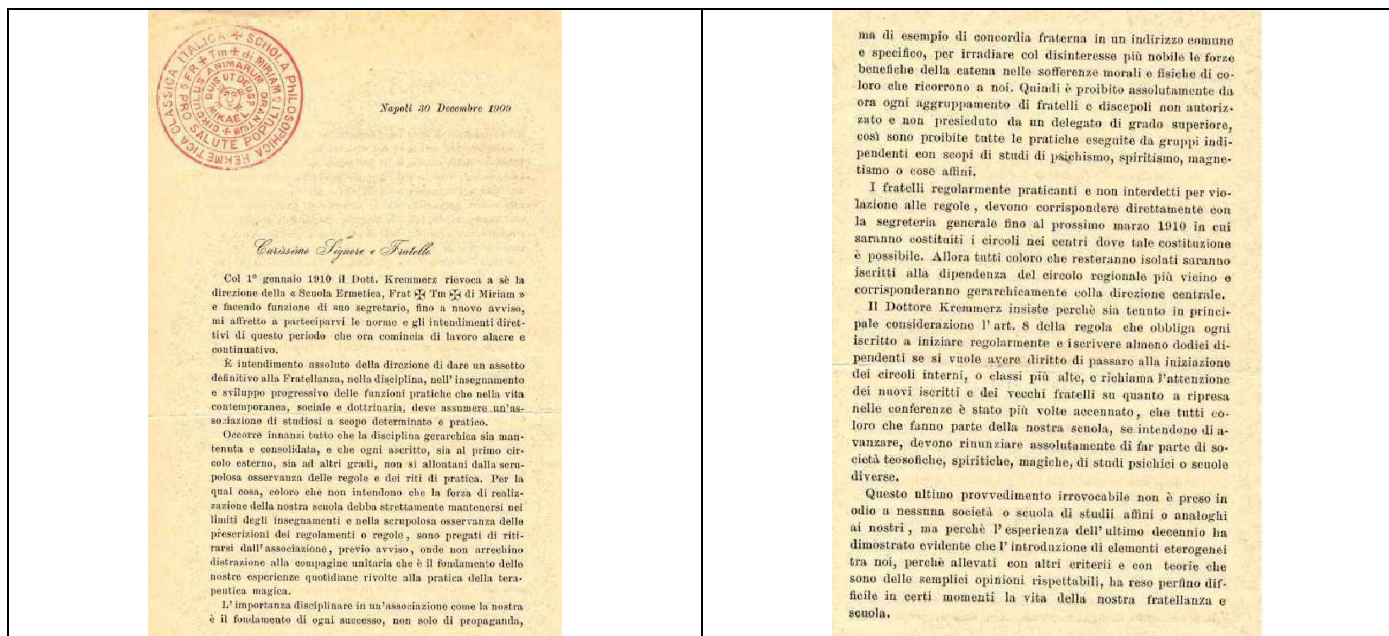 SCHOLA PHILOSOPHICA HERMETICA CLASSICA ITALICA
FR + Tm + di MIRIAM
PRO SALUTE POPULI
CIRCULUS ANIMARUM ORANTIUM
QUIS UT DEUS?
MIKAEL
Napoli 30 Decembre 1909
Carissimo Signore e Fratello
Col 1° gennaio 1910 il Dott. Kremmerz rievoca a sè la
direzione della « Scuola Ermetica, Frat ✠ Tm ✠ di Miriam »
e facendo funzione di suo segretario, fino a nuovo avviso,
mi affretto a parteciparvi le norme e gli intendimenti diret-
tivi di questo periodo che ora comincia di lavoro alacre e
continuativo.
È intendimento assoluto della direzione di dare un assetto
definitivo alla Fratellanza, nella disciplina, nell' insegnamento
e sviluppo progressivo delle funzioni pratiche che nella vita
contemporanea, sociale e dottrinaria, deve assumere un'as-
sociazione di studiosi a scopo determinato e pratico.
Occorre innanzi tutto che la disciplina gerarchica sia man-
tenuta e consolidata, e che ogni ascritto, sia al primo cir-
colo esterno, sia ad altri gradi, non si allontani dalla scru-
polosa osservanza delle regole e dei riti di pratica. Per la
qual cosa, coloro che non intendono che la forza di realiz-
zazione della nostra scuola debba strettamente mantenersi nei
limiti degli insegnamenti e nella scrupolosa osservanza delle
prescrizioni dei regolamenti o regole, sono pregati di riti-
rarsi dall' associazione, previo avviso, onde non arrechino
distrazione alla compagine unitaria che è il fondamento delle
nostre esperienze quotidiane rivolte alla pratica della tera-
peutica magica.
L' importanza disciplinare in un'associazione come la nostra
è il fondamento di ogni successo, non solo di propaganda,
ma di esempio di concordia fraterna in un indirizzo comune
e specifico, per irradiare col disinteresse più nobile le forze
benefiche della catena nelle sofferenze morali e fisiche di co-
loro che ricorrono a noi. Quindi è proibito assolutamente da
ora ogni aggruppamento di fratelli e discepoli non autoriz-
zato e non presieduto da un delegato di grado superiore,
così sono proibite tutte le pratiche eseguite da gruppi indi-
pendenti con scopi di studi di psichismo, spiritismo, magne-
tismo o cose affini.
I fratelli regolarmente praticanti e non interdetti per vio-
lazione alle regole, devono corrispondere direttamente con
la segreteria generale fino al prossimo marzo 1910 in cui
saranno costituiti i circoli nei centri dove tale costituzione
è possibile. Allora tutti coloro che resteranno isolati saranno
iscritti alla dipendenza del circolo regionale più vicino e
corrisponderanno gerarchicamente colla direzione centrale.
Il Dottore Kremmerz insiste perchè sia tenuto in princi-
pale considerazione l' art. 8 della regola che obbliga ogni
iscritto a iniziare regolarmente e iscrivere almeno dodici di-
pendenti se si vuole avere diritto di passare alla iniziazione
dei circoli interni, o classi più alte, e richiama l'attenzione
dei nuovi iscritti e dei vecchi fratelli su quanto a ripresa
nelle conferenze è stato più volte accennato, che tutti co-
loro che fanno parte della nostra scuola, se intendono di a-
vanzare, devono rinunziare assolutamente di far parte di so-
cietà teosofiche, spiritiche, magiche, di studi psichici o scuole
diverse.
Questo ultimo provvedimento irrevocabile non è preso in
odio a nessuna società o scuola di studii affini o analoghi
ai nostri, ma perchè l' esperienza dell' ultimo decennio ha
dimostrato evidente che l' introduzione di elementi eterogenei
tra noi, perchè allevati con altri criterii e con teorie che
sono delle semplici opinioni rispettabili, ha reso perfino dif-
ficile in certi momenti la vita della nostra fratellanza e
scuola.